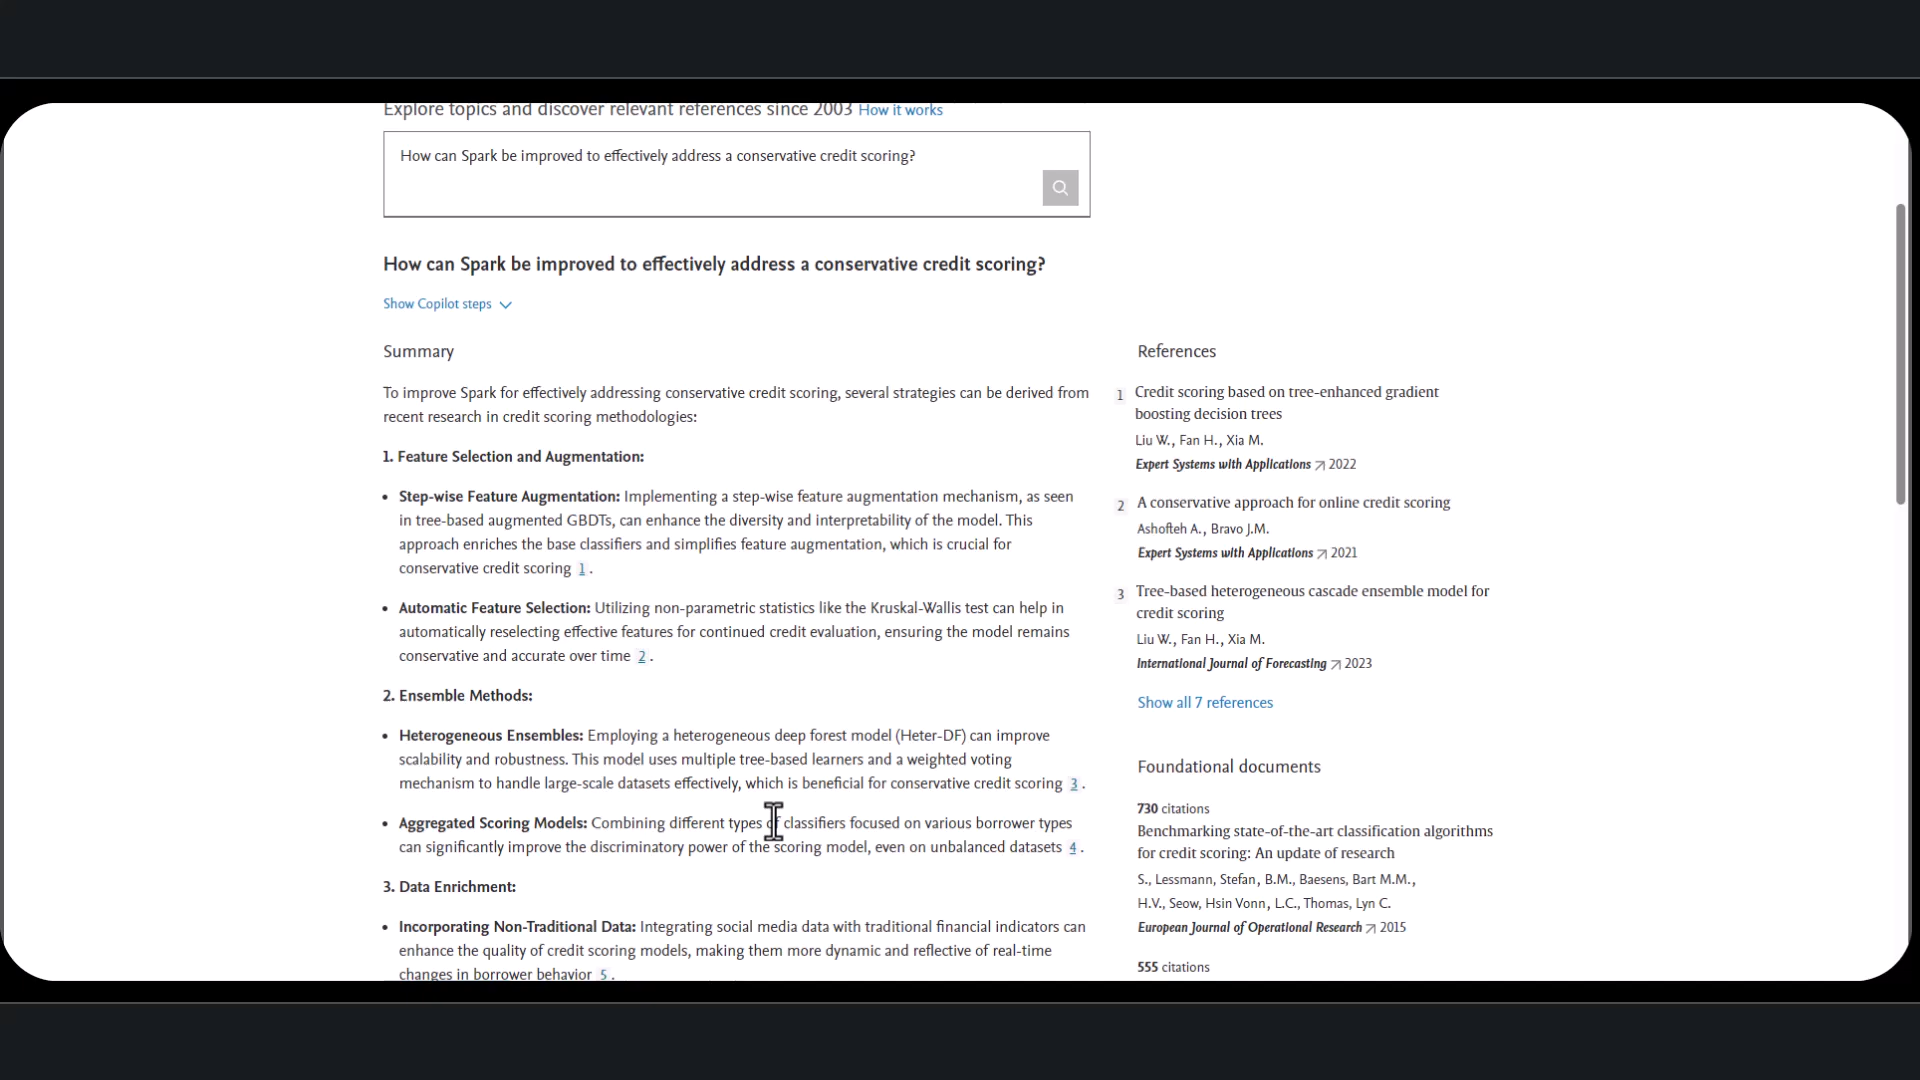 Explore topics and discover relevant references since 2003 How it works
How can Spark be improved to effectively address a conservative credit scoring?
How can Spark be improved to effectively address a conservative credit scoring?
Show Copilot steps
Summary
To improve Spark for effectively addressing conservative credit scoring, several strategies can be derived from
recent research in credit scoring methodologies:
1. Feature Selection and Augmentation:
• Step-wise Feature Augmentation: Implementing a step-wise feature augmentation mechanism, as seen
in tree-based augmented GBDTs, can enhance the diversity and interpretability of the model. This
approach enriches the base classifiers and simplifies feature augmentation, which is crucial for
conservative credit scoring 1 .
• Automatic Feature Selection: Utilizing non-parametric statistics like the Kruskal-Wallis test can help in
automatically reselecting effective features for continued credit evaluation, ensuring the model remains
conservative and accurate over time 2 .
2. Ensemble Methods:
• Heterogeneous Ensembles: Employing a heterogeneous deep forest model (Heter-DF) can improve
scalability and robustness. This model uses multiple tree-based learners and a weighted voting
mechanism to handle large-scale datasets effectively, which is beneficial for conservative credit scoring 3 .
• Aggregated Scoring Models: Combining different types of classifiers focused on various borrower types
can significantly improve the discriminatory power of the scoring model, even on unbalanced datasets 4 .
3. Data Enrichment:
• Incorporating Non-Traditional Data: Integrating social media data with traditional financial indicators can
enhance the quality of credit scoring models, making them more dynamic and reflective of real-time
changes in borrower behavior 5 .
References
1 Credit scoring based on tree-enhanced gradient
boosting decision trees
Liu W., Fan H., Xia M.
Expert Systems with Applications 2022
2 A conservative approach for online credit scoring
Ashofteh A., Bravo J.M.
Expert Systems with Applications 2021
3 Tree-based heterogeneous cascade ensemble model for
credit scoring
Liu W., Fan H., Xia M.
International Journal of Forecasting 2023
Show all 7 references
Foundational documents
730 citations
Benchmarking state-of-the-art classification algorithms
for credit scoring: An update of research
S., Lessmann, Stefan, B.M., Baesens, Bart M.M.,
H.V., Seow, Hsin Vonn, L.C., Thomas, Lyn C.
European Journal of Operational Research 2015
555 citations